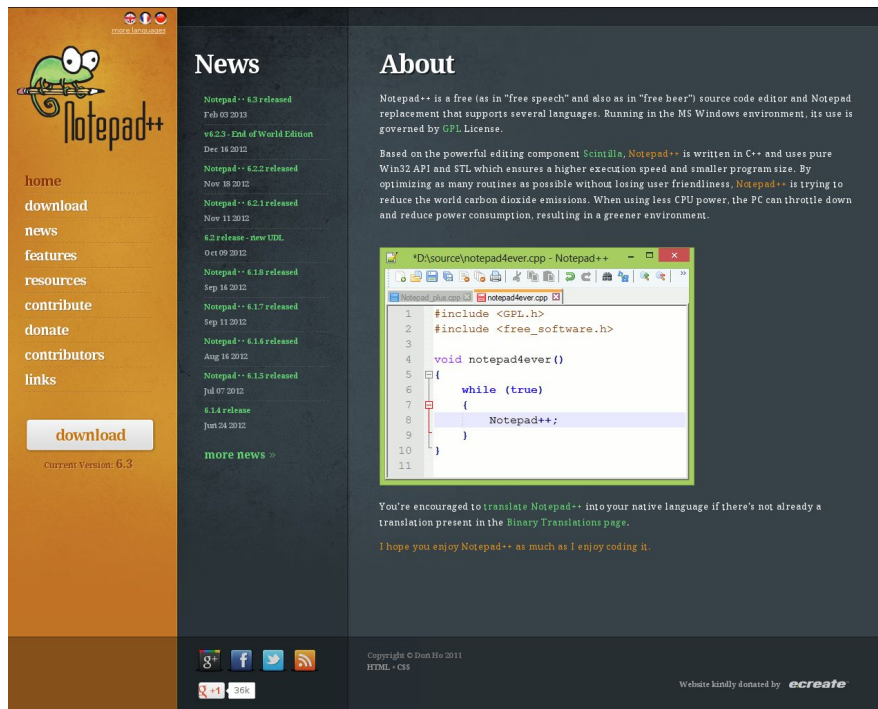 more languages
Notepad++
home
download
news
features
resources
contribute
donate
contributors
links
download
Current Version: 6.3
News
Notepad++ 6.3 released
Feb 03 2013
v6.2.3 - End of World Edition
Dec 16 2012
Notepad++ 6.2.2 released
Nov 18 2012
Notepad++ 6.2.1 released
Nov 11 2012
6.2 release - new UDL
Oct 09 2012
Notepad++ 6.1.8 released
Sep 16 2012
Notepad++ 6.1.7 released
Sep 11 2012
Notepad++ 6.1.6 released
Aug 16 2012
Notepad++ 6.1.5 released
Jul 07 2012
6.1.4 release
Jun 24 2012
more news »
About
Notepad++ is a free (as in "free speech" and also as in "free beer") source code editor and Notepad
replacement that supports several languages. Running in the MS Windows environment, its use is
governed by GPL License.
Based on the powerful editing component Scintilla, Notepad++ is written in C++ and uses pure
Win32 API and STL which ensures a higher execution speed and smaller program size. By
optimizing as many routines as possible without losing user friendliness, Notepad++ is trying to
reduce the world carbon dioxide emissions. When using less CPU power, the PC can throttle down
and reduce power consumption, resulting in a greener environment.
*D:\source\notepad4ever.cpp - Notepad++
Notepad_plus.cpp notepad4ever.cpp
1 #include <GPL.h>
2 #include <free_software.h>
3
4 void notepad4ever()
5 {
6 while (true)
7 {
8 Notepad++;
9 }
10 }
11
You're encouraged to translate Notepad++ into your native language if there's not already a
translation present in the Binary Translations page.
I hope you enjoy Notepad++ as much as I enjoy coding it.
g+ f
g +1 36k
Copyright © Don Ho 2011
HTML - CSS
Website kindly donated by ecreate